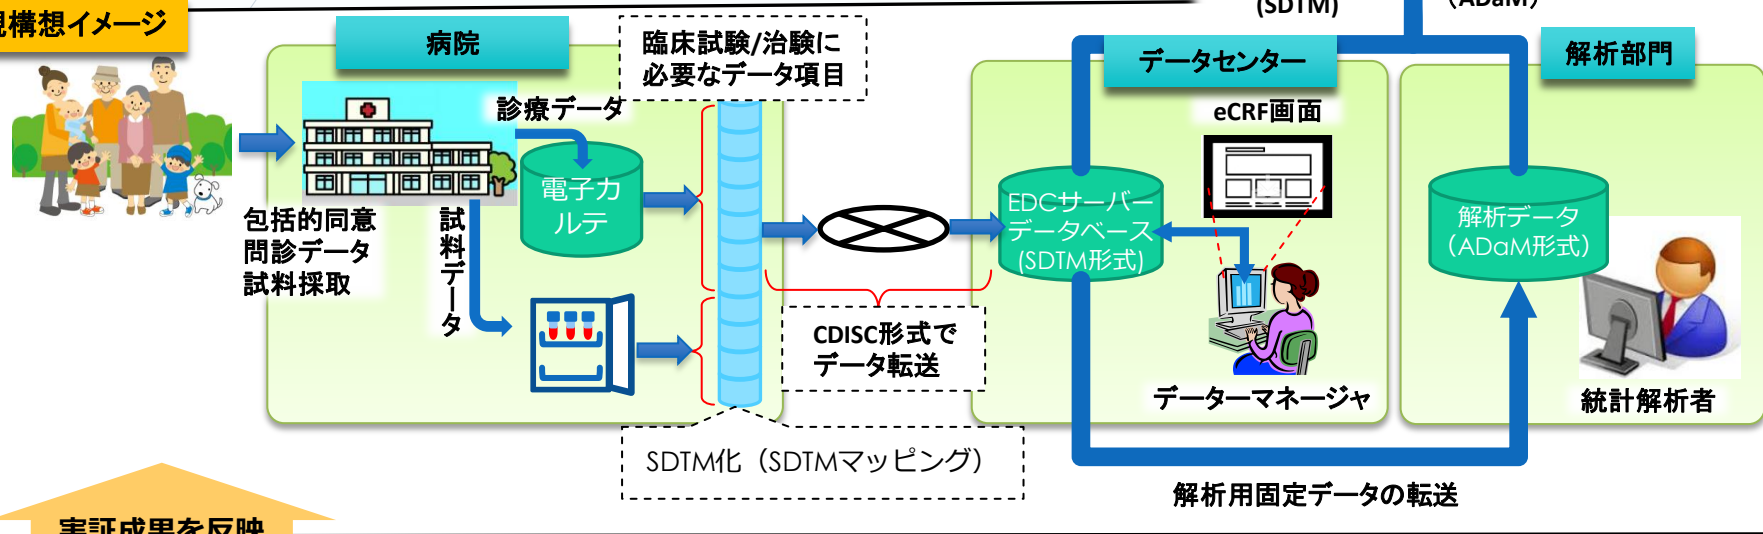 (SDTM)
（ADaM）
構想イメージ
病院
臨床試験/治験に
必要なデータ項目
データセンター
解析部門
診療データ
eCRF画面
電子カ
ルテ
包括的同意
問診データ
試料採取
試料データ
EDCサーバー
データベース
(SDTM形式)
解析データ
（ADaM形式）
CDISC形式で
データ転送
データーマネージャ
統計解析者
SDTM化（SDTMマッピング）
解析用固定データの転送
実証成果を反映